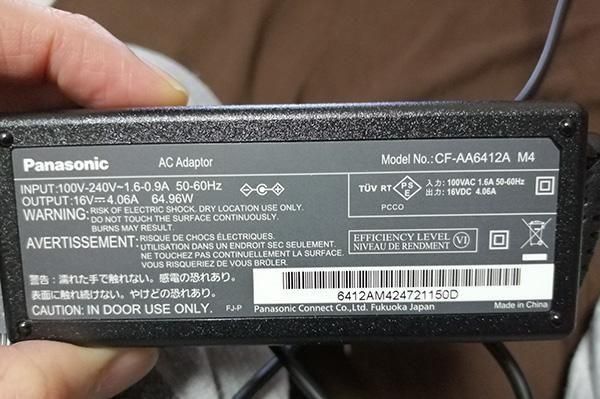 Panasonic AC Adaptor Model No.:CF-AA6412A M4
INPUT:100V-240V~1.6-0.9A 50-60Hz
OUTPUT:16V⎓4.06A 64.96W
TÜV RT PSE PCCO
入力: 100VAC 1.6A 50-60Hz
出力: 16VDC 4.06A
WARNING: RISK OF ELECTRIC SHOCK. DRY LOCATION USE ONLY.
DO NOT TOUCH THE SURFACE CONTINUOUSLY.
BURNS MAY RESULT.
AVERTISSEMENT: RISQUE DE CHOCS ÉLECTRIQUES.
UTILISATION DANS UN ENDROIT SEC SEULEMENT.
NE TOUCHEZ PAS CONTINUELLEMENT LA SURFACE.
VOUS RISQUERIEZ DE VOUS BRÛLER.
EFFICIENCY LEVEL
NIVEAU DE RENDMENT VI
警告: 濡れた手で触れない。感電の恐れあり。
表面に触れ続けない。やけどの恐れあり。
CAUTION: IN DOOR USE ONLY. FJ-P
6412AM424721150D
Panasonic Connect Co.,Ltd. Fukuoka Japan
Made in China